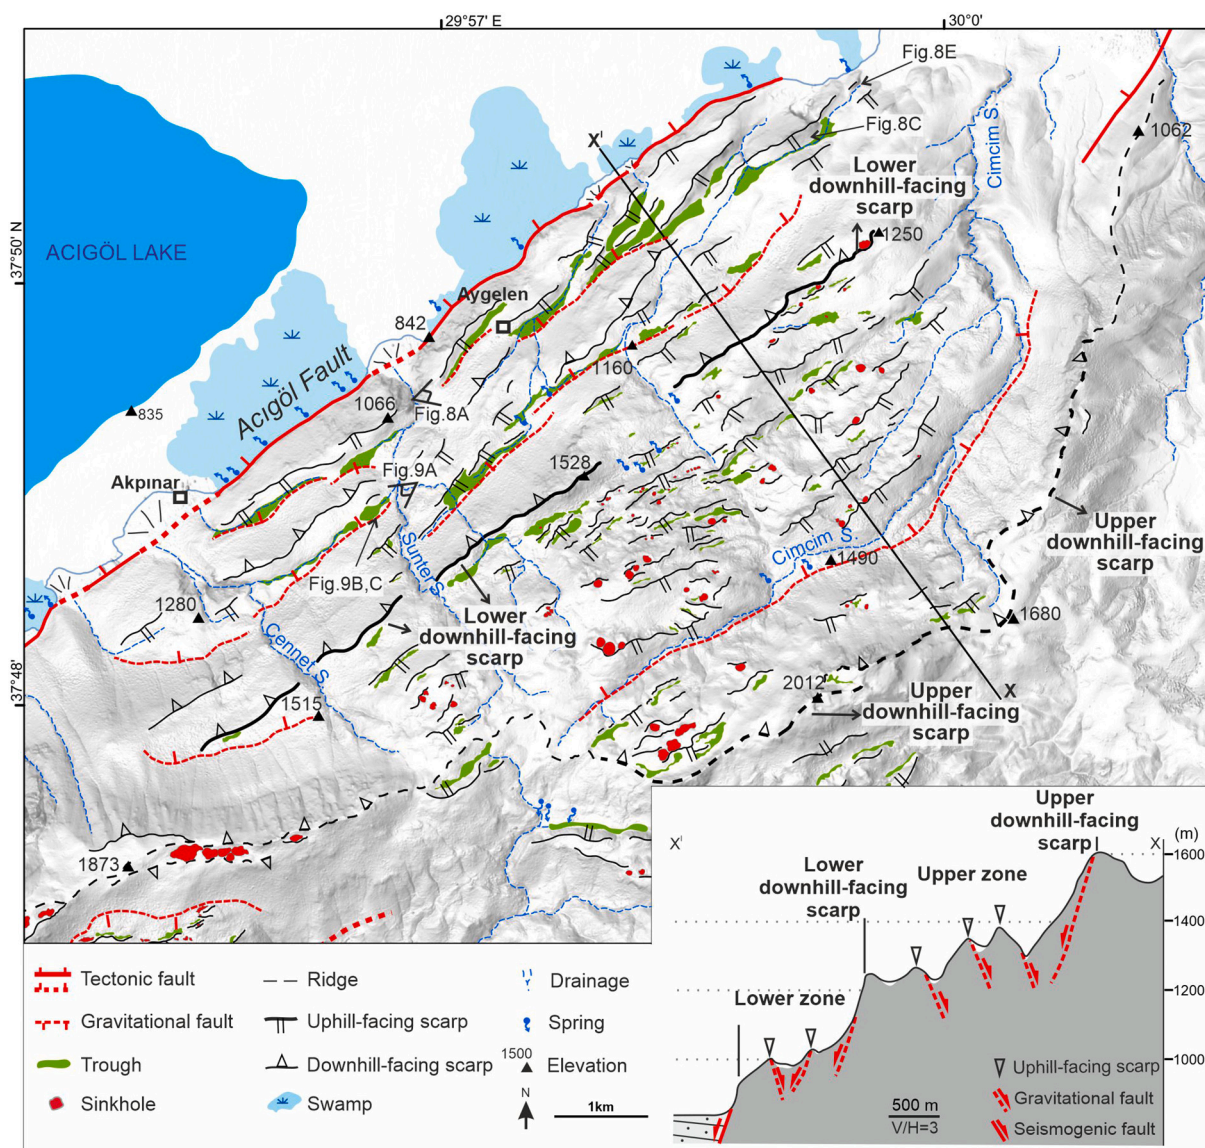 29°57' E
30°0'
Fig.8E
Cimcim S.
1062
X'
Fig.8C
Lower
downhill-facing
scarp
37°50' N
ACIGÖL LAKE
1250
Aygelen
842
Acıgöl Fault
1160
835
1066
Fig.8A
Fig.9A
1528
Akpınar
Sunter S.
Cimcim S.
Upper
downhill-facing
scarp
1490
Fig.9B,C
1280
Lower
downhill-facing
scarp
1680
Cennet S.
37°48'
2012
X
Upper
downhill-facing
scarp
1515
1873
Upper
downhill-facing
scarp
X'
X
(m)
1600
Lower
downhill-facing
scarp
Upper zone
1400
1200
Lower zone
1000
Uphill-facing scarp
Gravitational fault
Seismogenic fault
500 m
V/H=3
Tectonic fault
Ridge
Drainage
Gravitational fault
Uphill-facing scarp
Spring
Trough
Downhill-facing scarp
1500
Elevation
Sinkhole
Swamp
N
1km